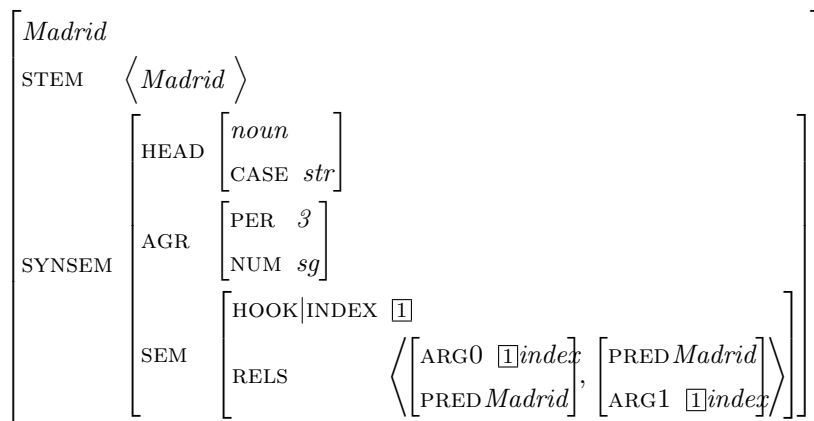 Madrid
STEM ⟨ Madrid ⟩
HEAD [noun
CASE str]
AGR [PER 3
NUM sg]
SYNSEM
HOOK|INDEX [1]
SEM
RELS ⟨ [ARG0 [1]index, PRED Madrid], [PRED Madrid, ARG1 [1]index] ⟩